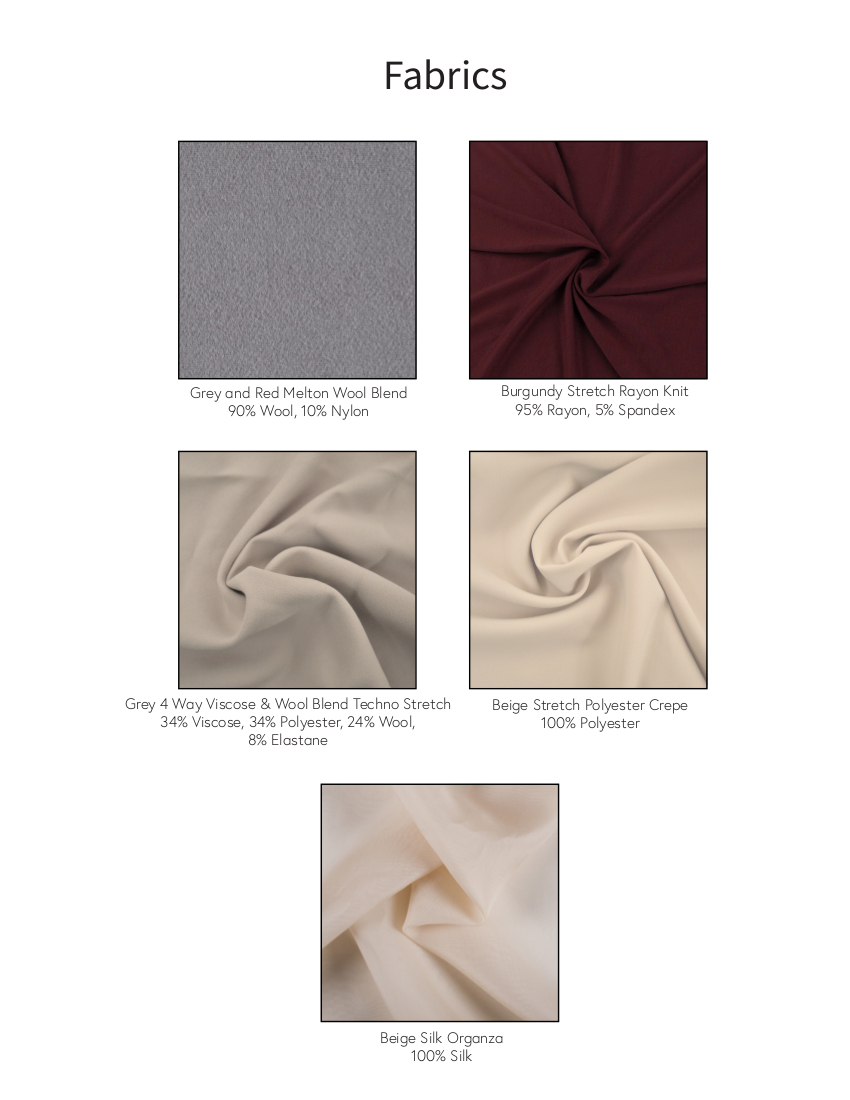 Fabrics
Grey and Red Melton Wool Blend
90% Wool, 10% Nylon
Burgundy Stretch Rayon Knit
95% Rayon, 5% Spandex
Grey 4 Way Viscose & Wool Blend Techno Stretch
34% Viscose, 34% Polyester, 24% Wool,
8% Elastane
Beige Stretch Polyester Crepe
100% Polyester
Beige Silk Organza
100% Silk